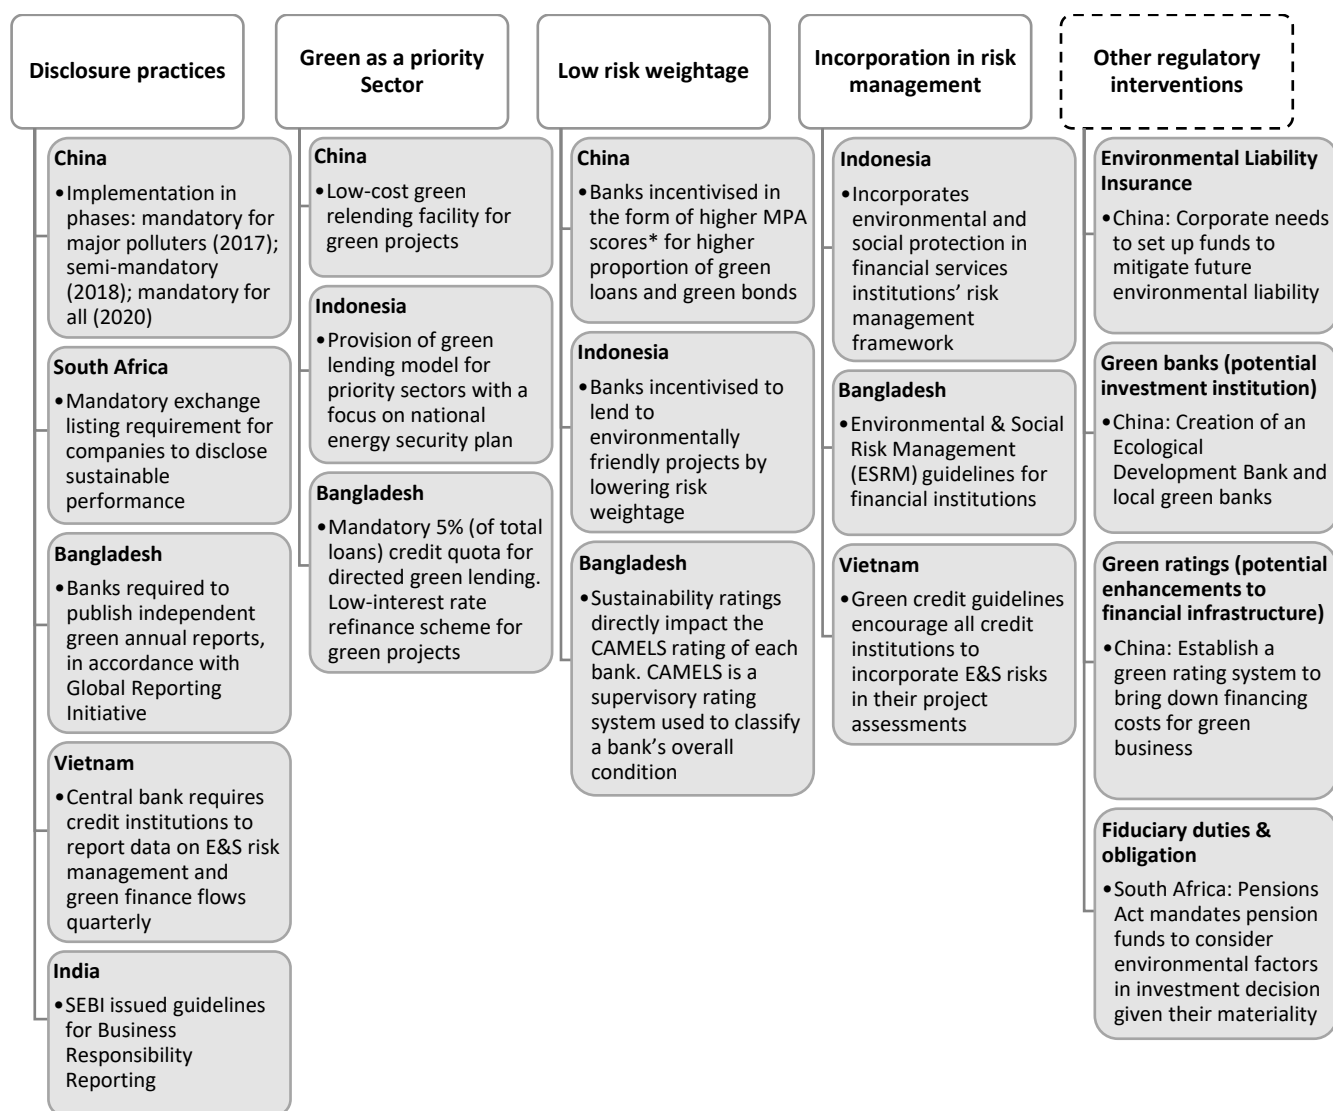 Disclosure practices
China
•Implementation in
phases: mandatory for
major polluters (2017);
semi-mandatory
(2018); mandatory for
all (2020)
South Africa
•Mandatory exchange
listing requirement for
companies to disclose
sustainable
performance
Bangladesh
•Banks required to
publish independent
green annual reports,
in accordance with
Global Reporting
Initiative
Vietnam
•Central bank requires
credit institutions to
report data on E&S risk
management and
green finance flows
quarterly
India
•SEBI issued guidelines
for Business
Responsibility
Reporting
Green as a priority
Sector
China
•Low-cost green
relending facility for
green projects
Indonesia
•Provision of green
lending model for
priority sectors with a
focus on national
energy security plan
Bangladesh
•Mandatory 5% (of total
loans) credit quota for
directed green lending.
Low-interest rate
refinance scheme for
green projects
Low risk weightage
China
•Banks incentivised in
the form of higher MPA
scores* for higher
proportion of green
loans and green bonds
Indonesia
•Banks incentivised to
lend to
environmentally
friendly projects by
lowering risk
weightage
Bangladesh
•Sustainability ratings
directly impact the
CAMELS rating of each
bank. CAMELS is a
supervisory rating
system used to classify
a bank’s overall
condition
Incorporation in risk
management
Indonesia
•Incorporates
environmental and
social protection in
financial services
institutions’ risk
management
framework
Bangladesh
•Environmental & Social
Risk Management
(ESRM) guidelines for
financial institutions
Vietnam
•Green credit guidelines
encourage all credit
institutions to
incorporate E&S risks
in their project
assessments
Other regulatory
interventions
Environmental Liability
Insurance
•China: Corporate needs
to set up funds to
mitigate future
environmental liability
Green banks (potential
investment institution)
•China: Creation of an
Ecological
Development Bank and
local green banks
Green ratings (potential
enhancements to
financial infrastructure)
•China: Establish a
green rating system to
bring down financing
costs for green
business
Fiduciary duties &
obligation
•South Africa: Pensions
Act mandates pension
funds to consider
environmental factors
in investment decision
given their materiality